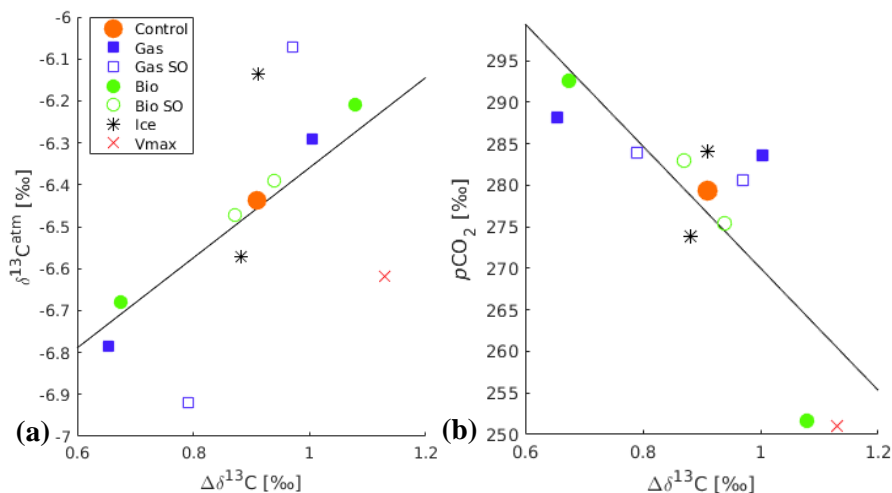 -6
-6.1
-6.2
-6.3
-6.4
-6.5
-6.6
-6.7
-6.8
-6.9
-7
δ¹³Cᵃᵗᵐ [‰]
Control
Gas
Gas SO
Bio
Bio SO
Ice
Vmax
(a)
0.6 0.8 1 1.2
Δδ¹³C [‰]
295
290
285
280
275
270
265
260
255
250
pCO₂ [‰]
(b)
0.6 0.8 1 1.2
Δδ¹³C [‰]